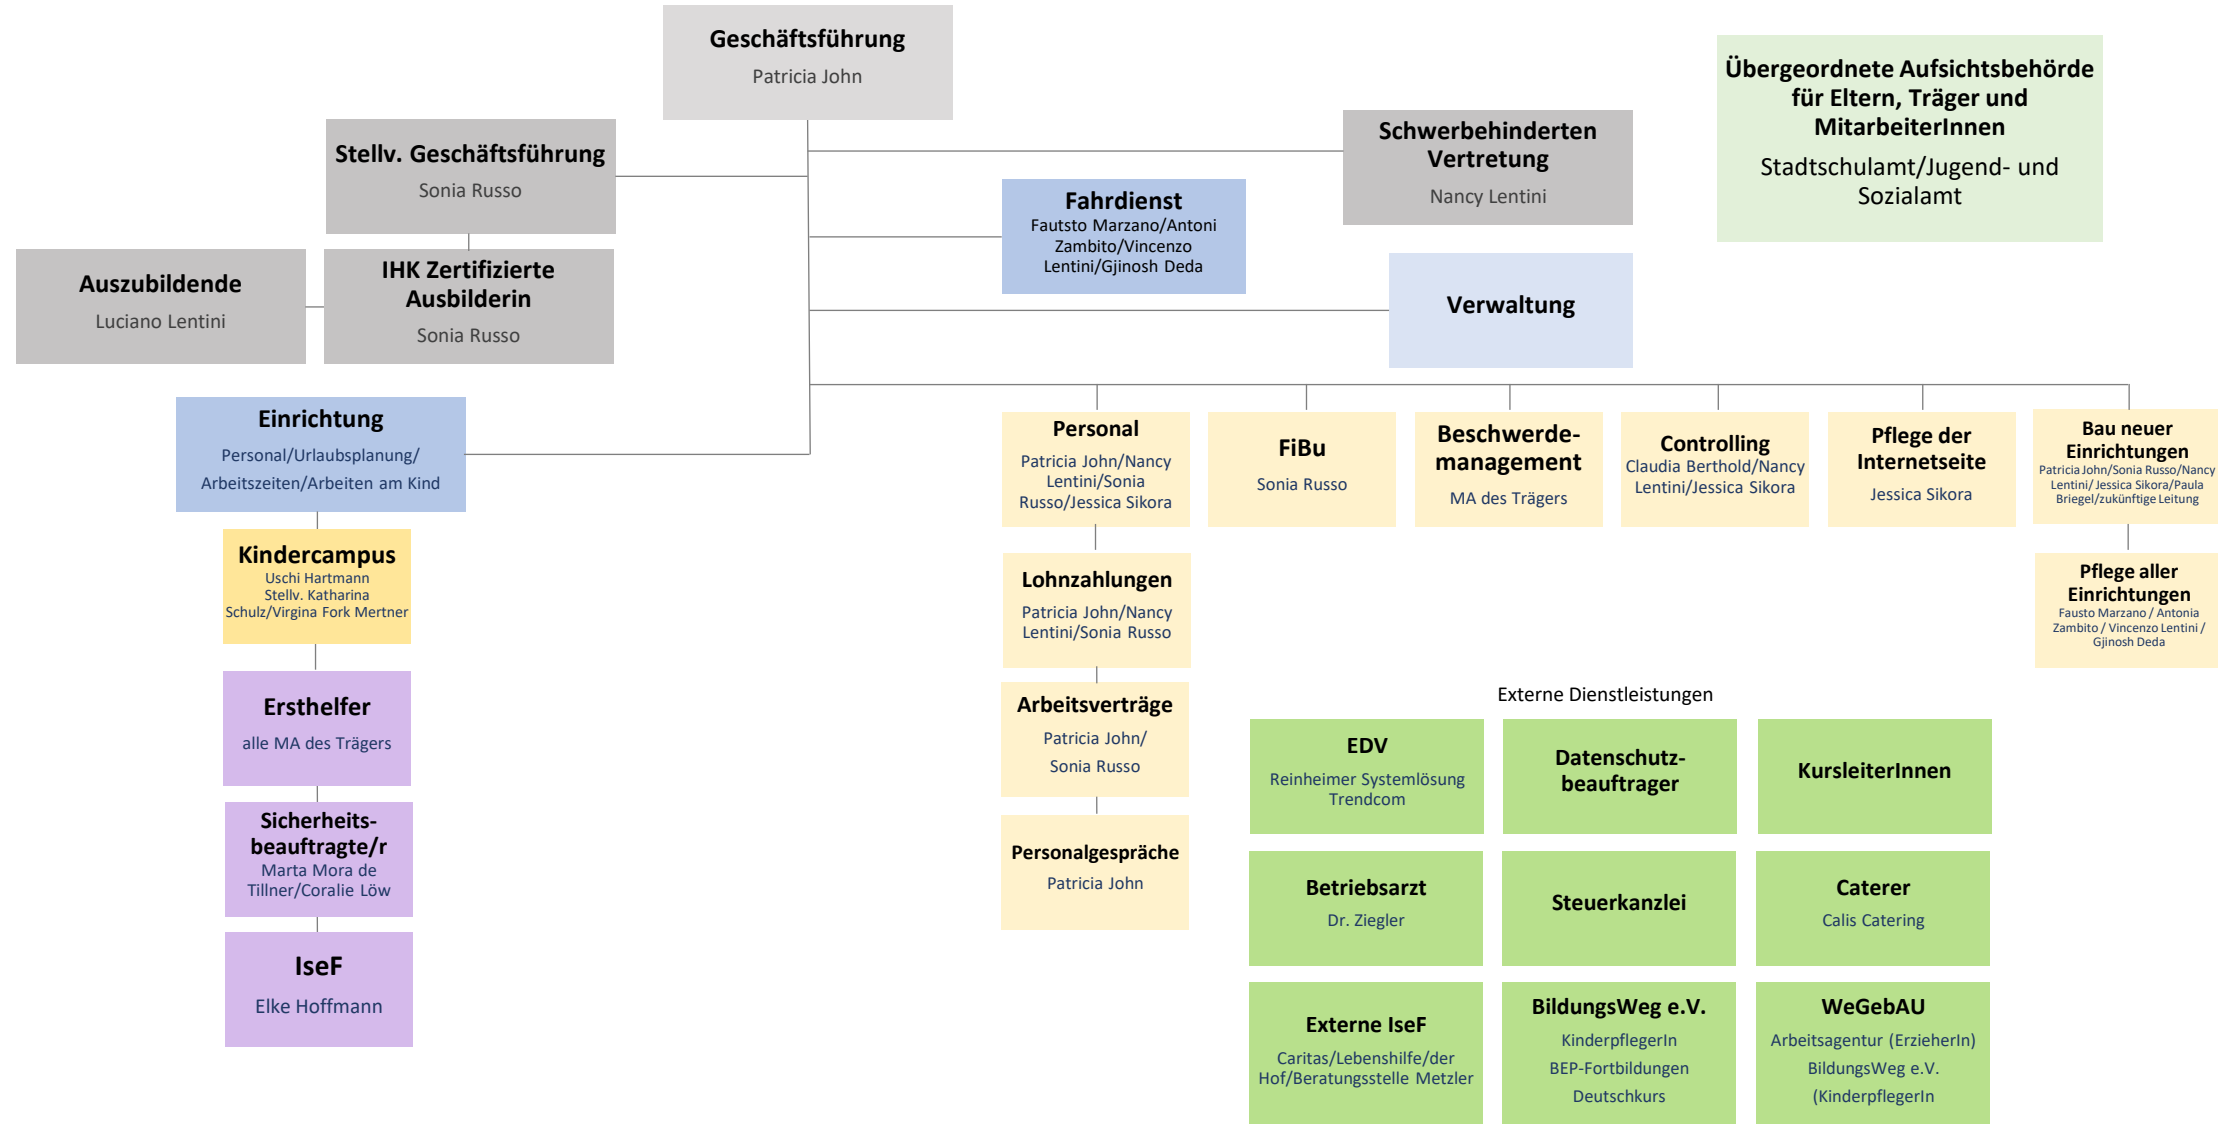 Geschäftsführung
Patricia John
Übergeordnete Aufsichtsbehörde
für Eltern, Träger und
MitarbeiterInnen
Stadtschulamt/Jugend- und
Sozialamt
Stellv. Geschäftsführung
Sonia Russo
Schwerbehinderten
Vertretung
Nancy Lentini
Fahrdienst
Fautsto Marzano/Antoni
Zambito/Vincenzo
Lentini/Gjinosh Deda
Auszubildende
Luciano Lentini
IHK Zertifizierte
Ausbilderin
Sonia Russo
Verwaltung
Einrichtung
Personal/Urlaubsplanung/
Arbeitszeiten/Arbeiten am Kind
Kindercampus
Uschi Hartmann
Stellv. Katharina
Schulz/Virgina Fork Mertner
Ersthelfer
alle MA des Trägers
Sicherheits-
beauftragte/r
Marta Mora de
Tillner/Coralie Löw
IseF
Elke Hoffmann
Personal
Patricia John/Nancy
Lentini/Sonia
Russo/Jessica Sikora
Lohnzahlungen
Patricia John/Nancy
Lentini/Sonia Russo
Arbeitsverträge
Patricia John/
Sonia Russo
Personalgespräche
Patricia John
FiBu
Sonia Russo
Beschwerde-
management
MA des Trägers
Controlling
Claudia Berthold/Nancy
Lentini/Jessica Sikora
Pflege der
Internetseite
Jessica Sikora
Bau neuer
Einrichtungen
Patricia John/Sonia Russo/Nancy
Lentini/ Jessica Sikora/Paula
Briegel/zukünftige Leitung
Pflege aller
Einrichtungen
Fausto Marzano / Antonia
Zambito / Vincenzo Lentini /
Gjinosh Deda
Externe Dienstleistungen
EDV
Reinheimer Systemlösung
Trendcom
Datenschutz-
beauftrager
KursleiterInnen
Betriebsarzt
Dr. Ziegler
Steuerkanzlei
Caterer
Calis Catering
Externe IseF
Caritas/Lebenshilfe/der
Hof/Beratungsstelle Metzler
BildungsWeg e.V.
KinderpflegerIn
BEP-Fortbildungen
Deutschkurs
WeGebAU
Arbeitsagentur (ErzieherIn)
BildungsWeg e.V.
(KinderpflegerIn